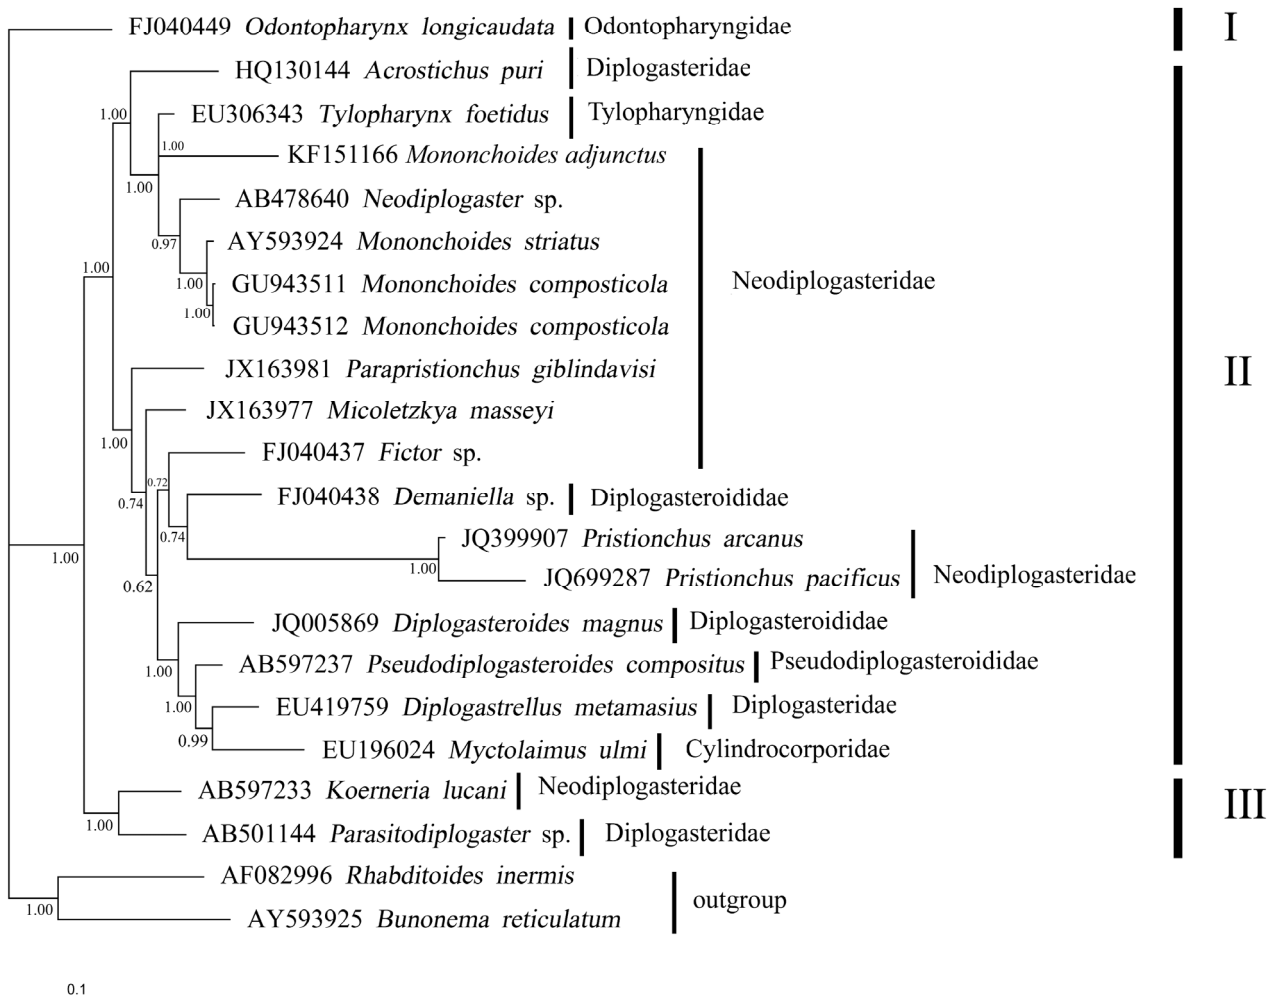 FJ040449 Odontopharynx longicaudata Odontopharyngidae I
HQ130144 Acrostichus puri Diplogasteridae
1.00
EU306343 Tylopharynx foetidus Tylopharyngidae
1.00
KF151166 Mononchoides adjunctus
1.00
AB478640 Neodiplogaster sp.
0.97
AY593924 Mononchoides striatus
1.00
GU943511 Mononchoides composticola Neodiplogasteridae
1.00
1.00
GU943512 Mononchoides composticola
JX163981 Parapristionchus giblindavisi II
JX163977 Micoletzkya masseyi
1.00
FJ040437 Fictor sp.
0.72
0.74
FJ040438 Demaniella sp. Diplogasteroididae
0.74
JQ399907 Pristionchus arcanus
1.00
1.00
JQ699287 Pristionchus pacificus Neodiplogasteridae
0.62
JQ005869 Diplogasteroides magnus Diplogasteroididae
1.00
AB597237 Pseudodiplogasteroides compositus Pseudodiplogasteroididae
1.00
EU419759 Diplogastrellus metamasius Diplogasteridae
0.99
EU196024 Myctolaimus ulmi Cylindrocorporidae
AB597233 Koerneria lucani Neodiplogasteridae III
1.00
AB501144 Parasitodiplogaster sp. Diplogasteridae
AF082996 Rhabditoides inermis
1.00
outgroup
AY593925 Bunonema reticulatum
0.1